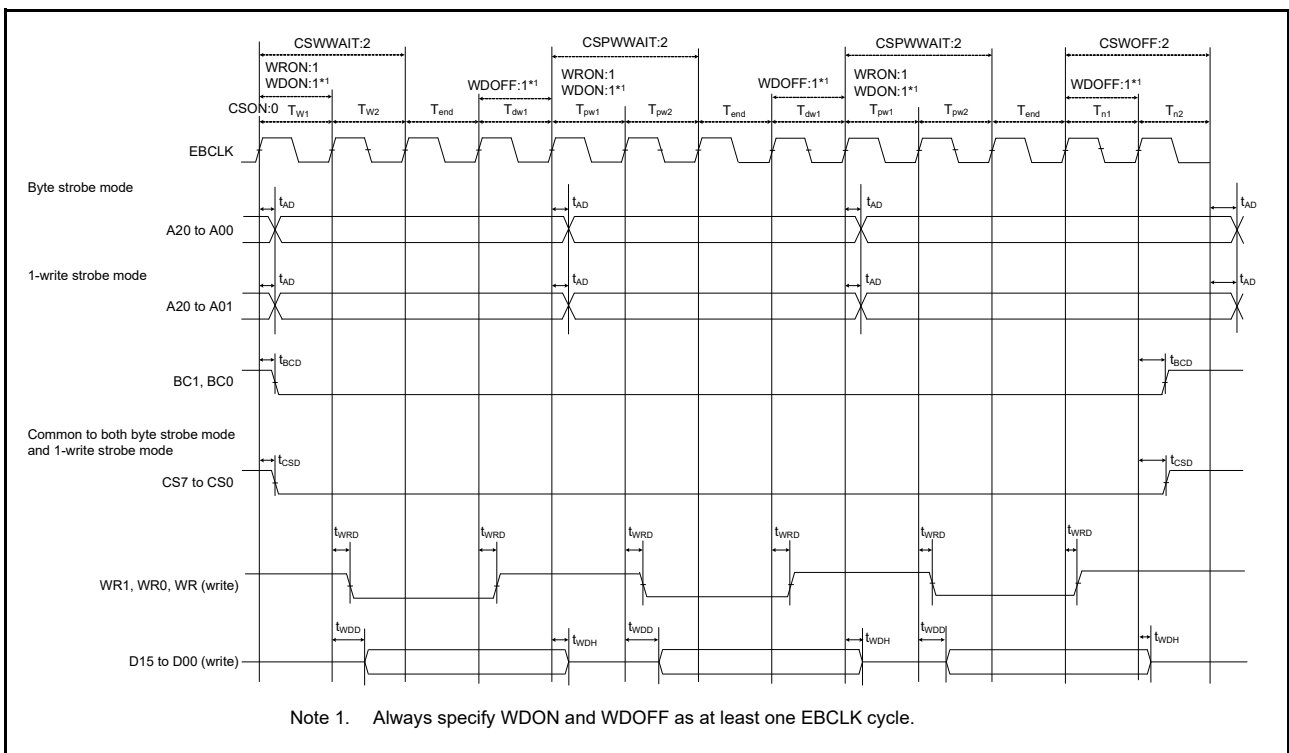 CSWWAIT:2 CSPWWAIT:2 CSPWWAIT:2 CSWOFF:2
WRON:1 WRON:1 WRON:1
WDON:1*1 WDOFF:1*1 WDON:1*1 WDOFF:1*1 WDON:1*1 WDOFF:1*1
CSON:0 TW1 TW2 Tend Tdw1 Tpw1 Tpw2 Tend Tdw1 Tpw1 Tpw2 Tend Tn1 Tn2
EBCLK
Byte strobe mode
tAD tAD tAD tAD
A20 to A00
1-write strobe mode
tAD tAD tAD tAD
A20 to A01
tBCD tBCD
BC1, BC0
Common to both byte strobe mode
and 1-write strobe mode
tCSD tCSD
CS7 to CS0
tWRD tWRD tWRD tWRD tWRD tWRD
WR1, WR0, WR (write)
tWDD tWDH tWDD tWDH tWDD tWDH
D15 to D00 (write)
Note 1. Always specify WDON and WDOFF as at least one EBCLK cycle.